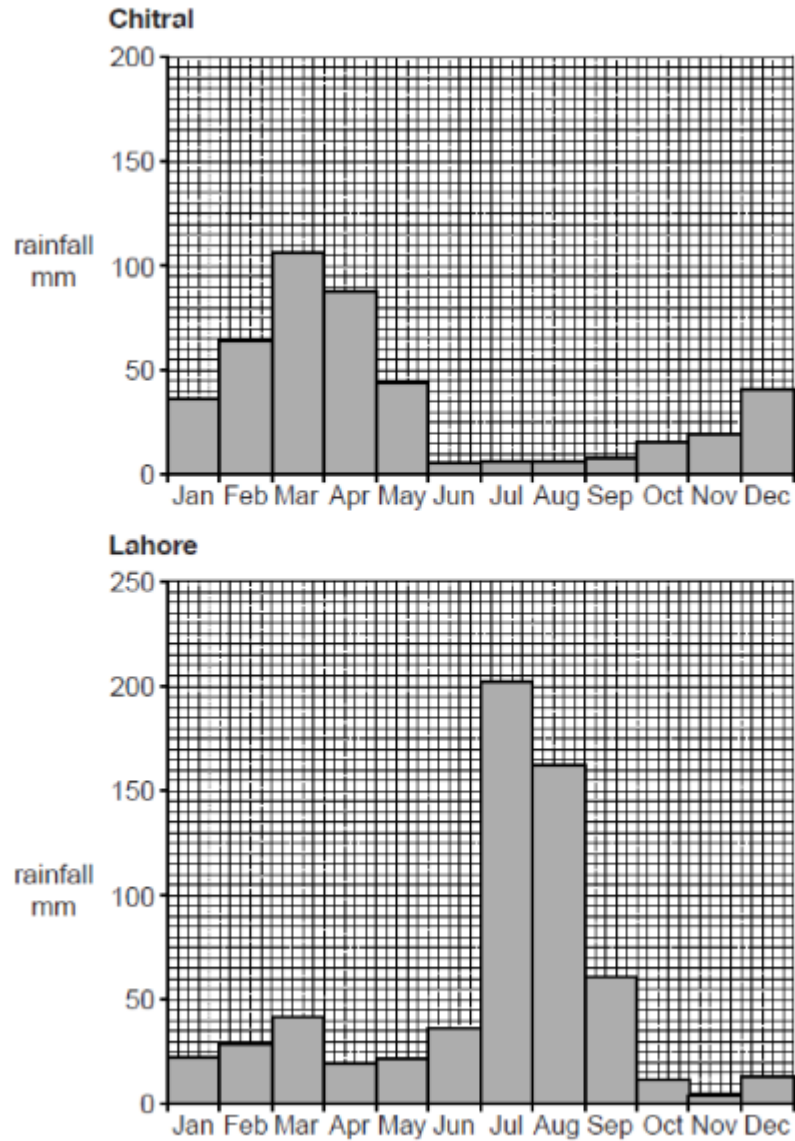 Chitral
200
150
rainfall
mm
100
50
0
Jan Feb Mar Apr May Jun Jul Aug Sep Oct Nov Dec
Lahore
250
200
150
rainfall
mm
100
50
0
Jan Feb Mar Apr May Jun Jul Aug Sep Oct Nov Dec